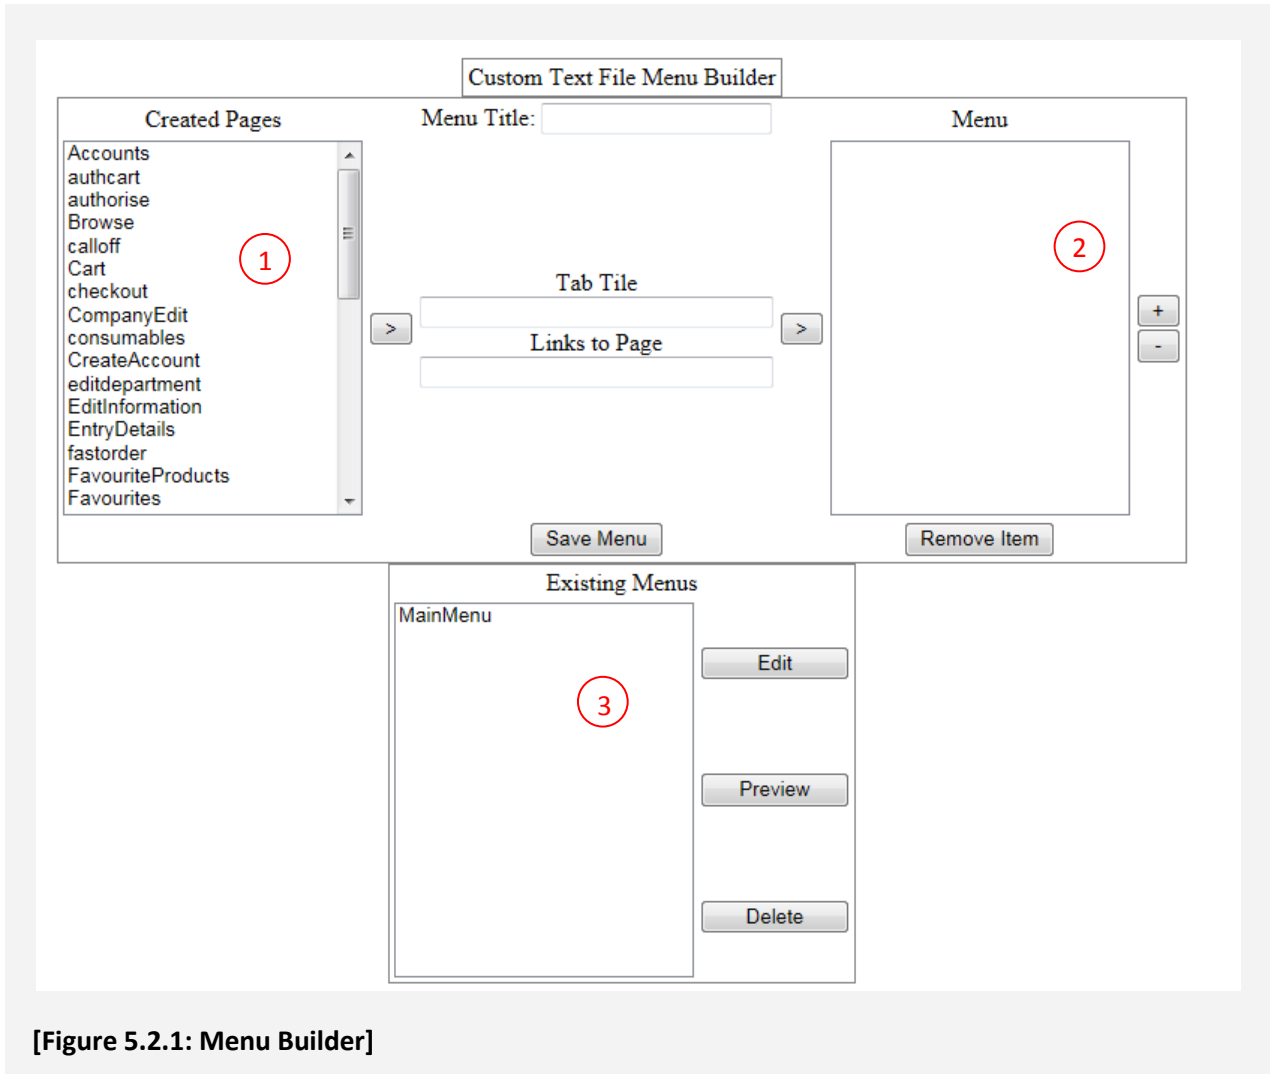 Custom Text File Menu Builder
Created Pages
Menu Title:
Menu
Accounts
authcart
authorise
Browse
calloff
Cart
checkout
CompanyEdit
consumables
CreateAccount
editdepartment
EditInformation
EntryDetails
fastorder
FavouriteProducts
Favourites
1
>
Tab Tile
Links to Page
>
2
+
-
Save Menu
Remove Item
Existing Menus
MainMenu
3
Edit
Preview
Delete
[Figure 5.2.1: Menu Builder]